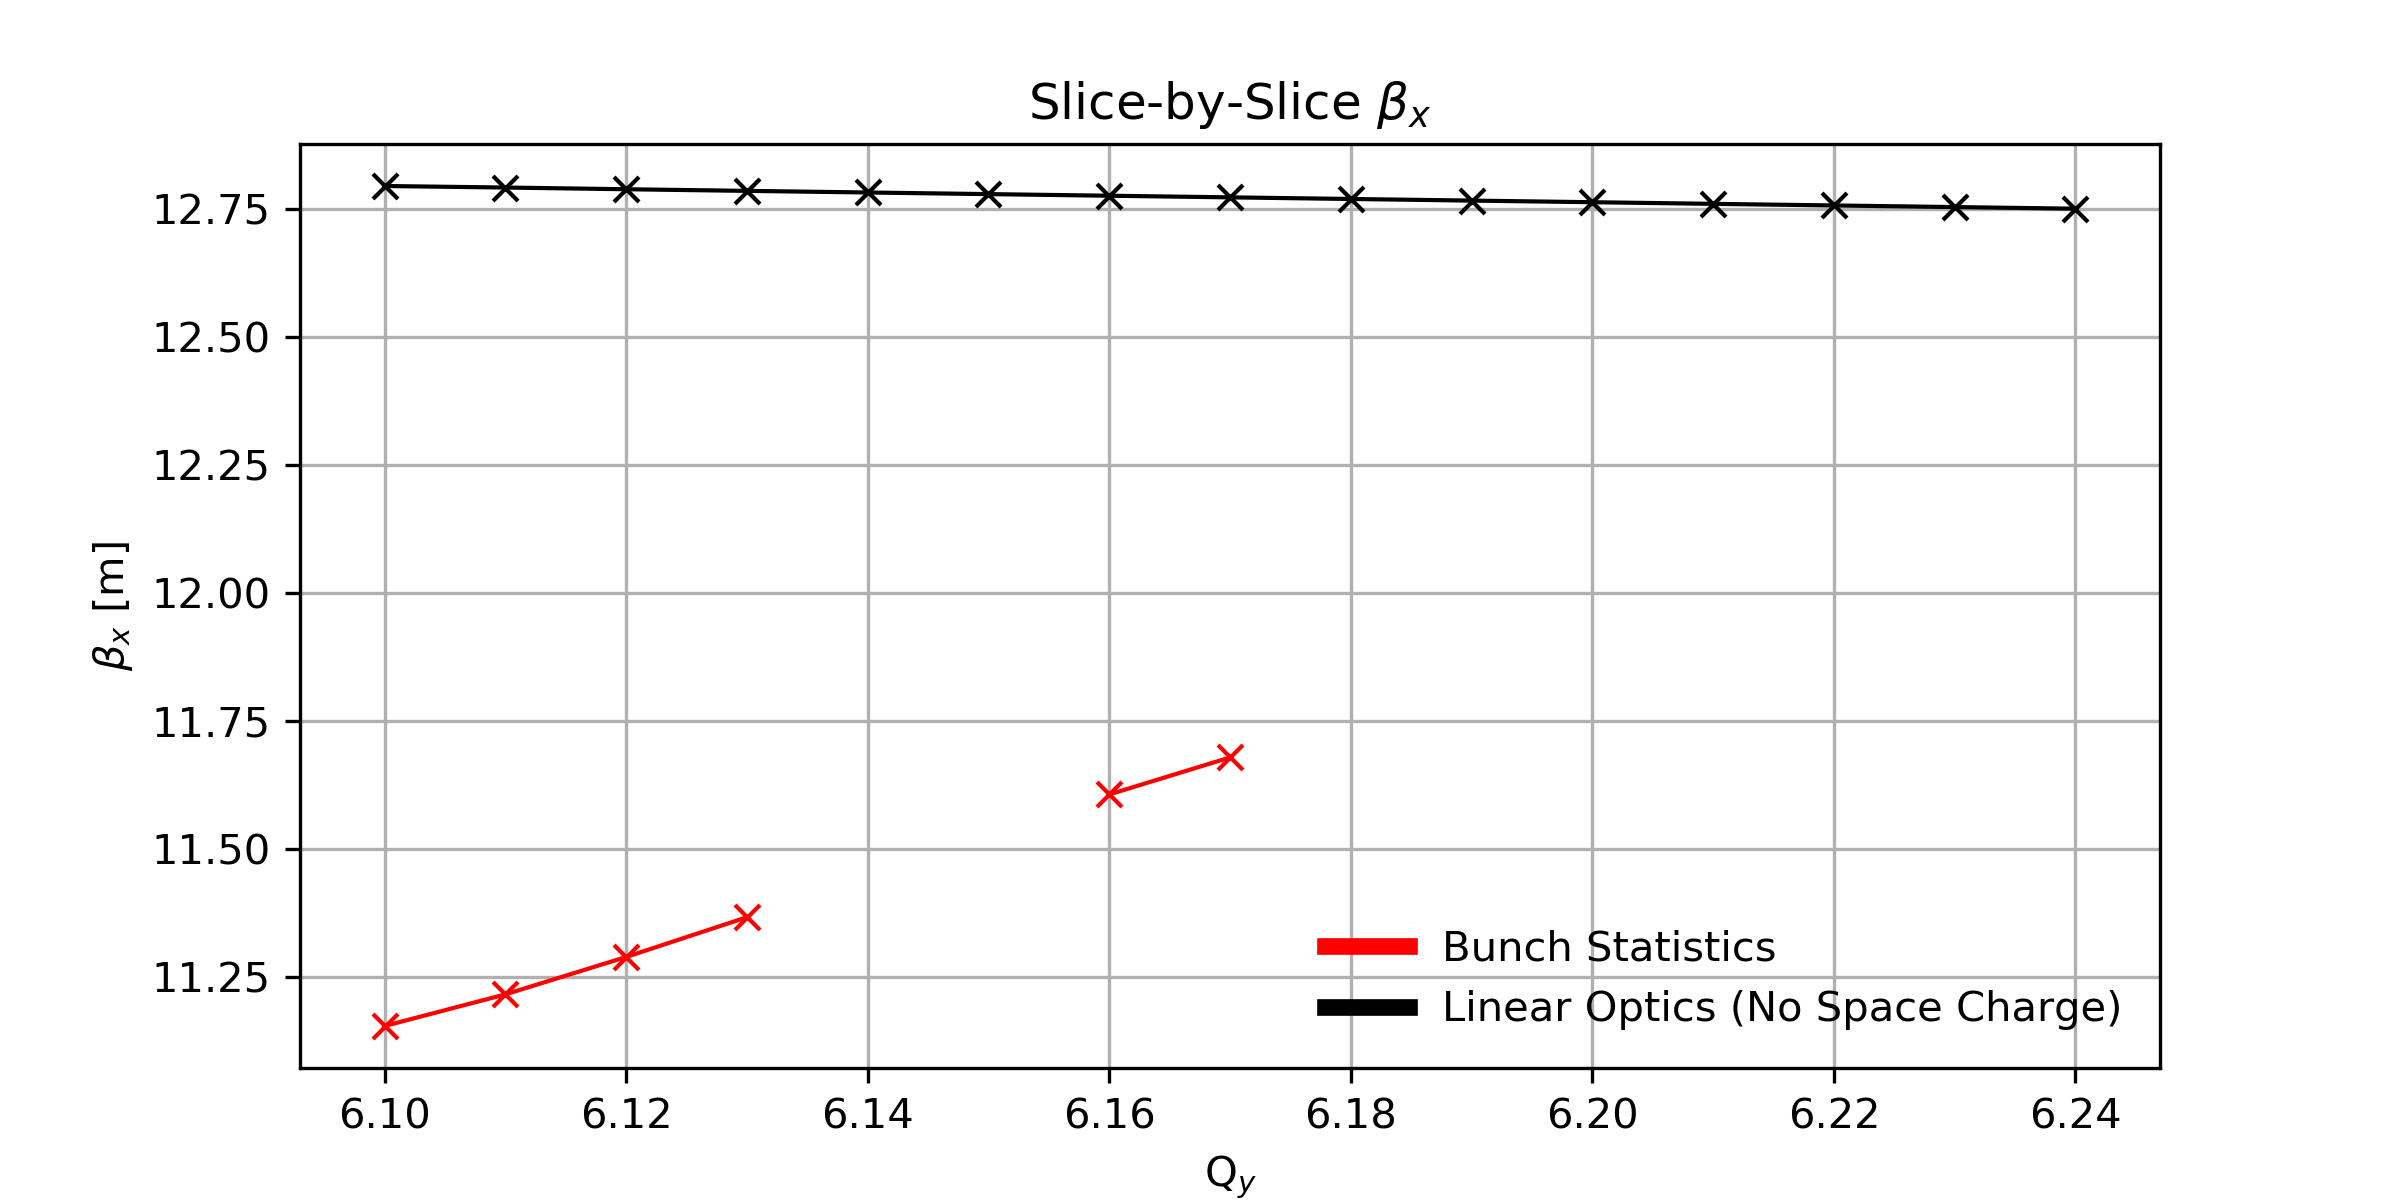 Slice-by-Slice βx
12.75
12.50
12.25
12.00
11.75
11.50
11.25
βx [m]
Bunch Statistics
Linear Optics (No Space Charge)
6.10 6.12 6.14 6.16 6.18 6.20 6.22 6.24
Qy